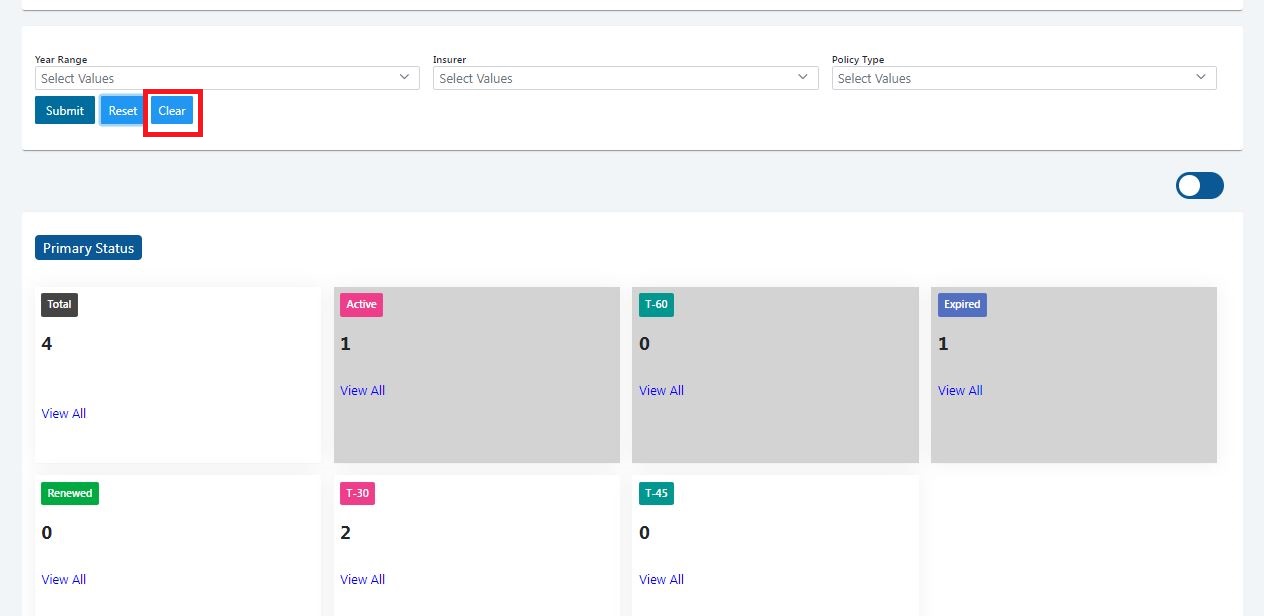 Year Range
Insurer
Policy Type
Select Values
Select Values
Select Values
Submit
Reset
Clear
Primary Status
Total
Active
T-60
Expired
4
1
0
1
View All
View All
View All
View All
Renewed
T-30
T-45
0
2
0
View All
View All
View All